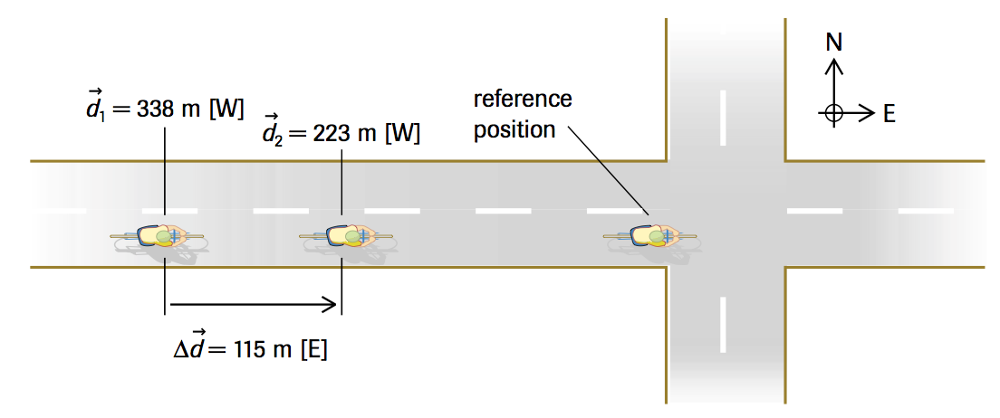 N
E
d⃗₁ = 338 m [W]
d⃗₂ = 223 m [W]
reference
position
Δd⃗ = 115 m [E]